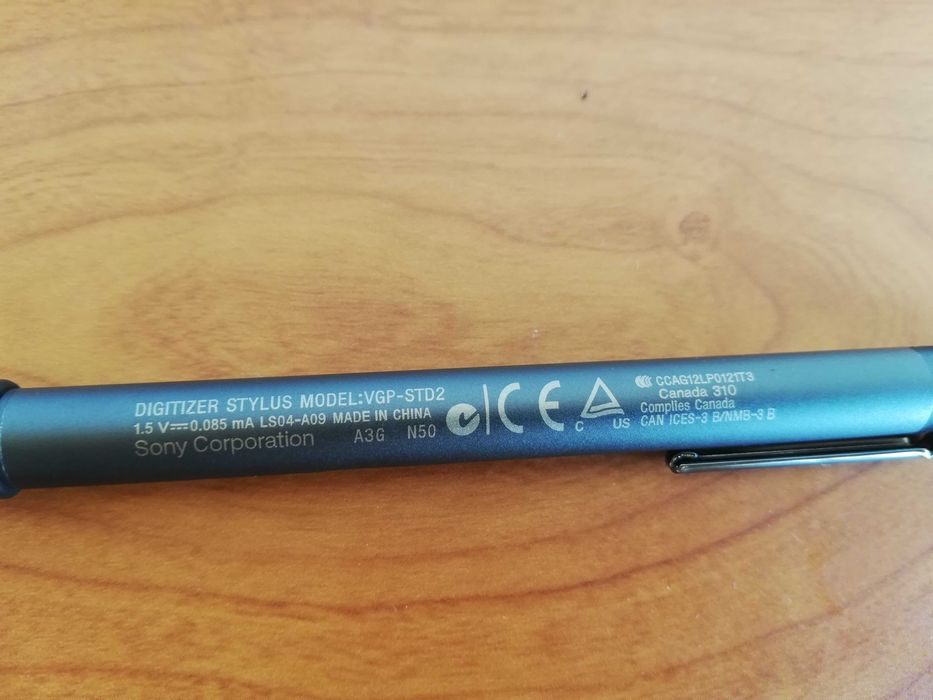 DIGITIZER STYLUS MODEL:VGP-STD2
1.5 V⎓0.085 mA LS04-A09 MADE IN CHINA
Sony Corporation A3G N50
CE
C US
CCAG12LP0121T3
Canada 310
Complies Canada
CAN ICES-3 B/NMB-3 B